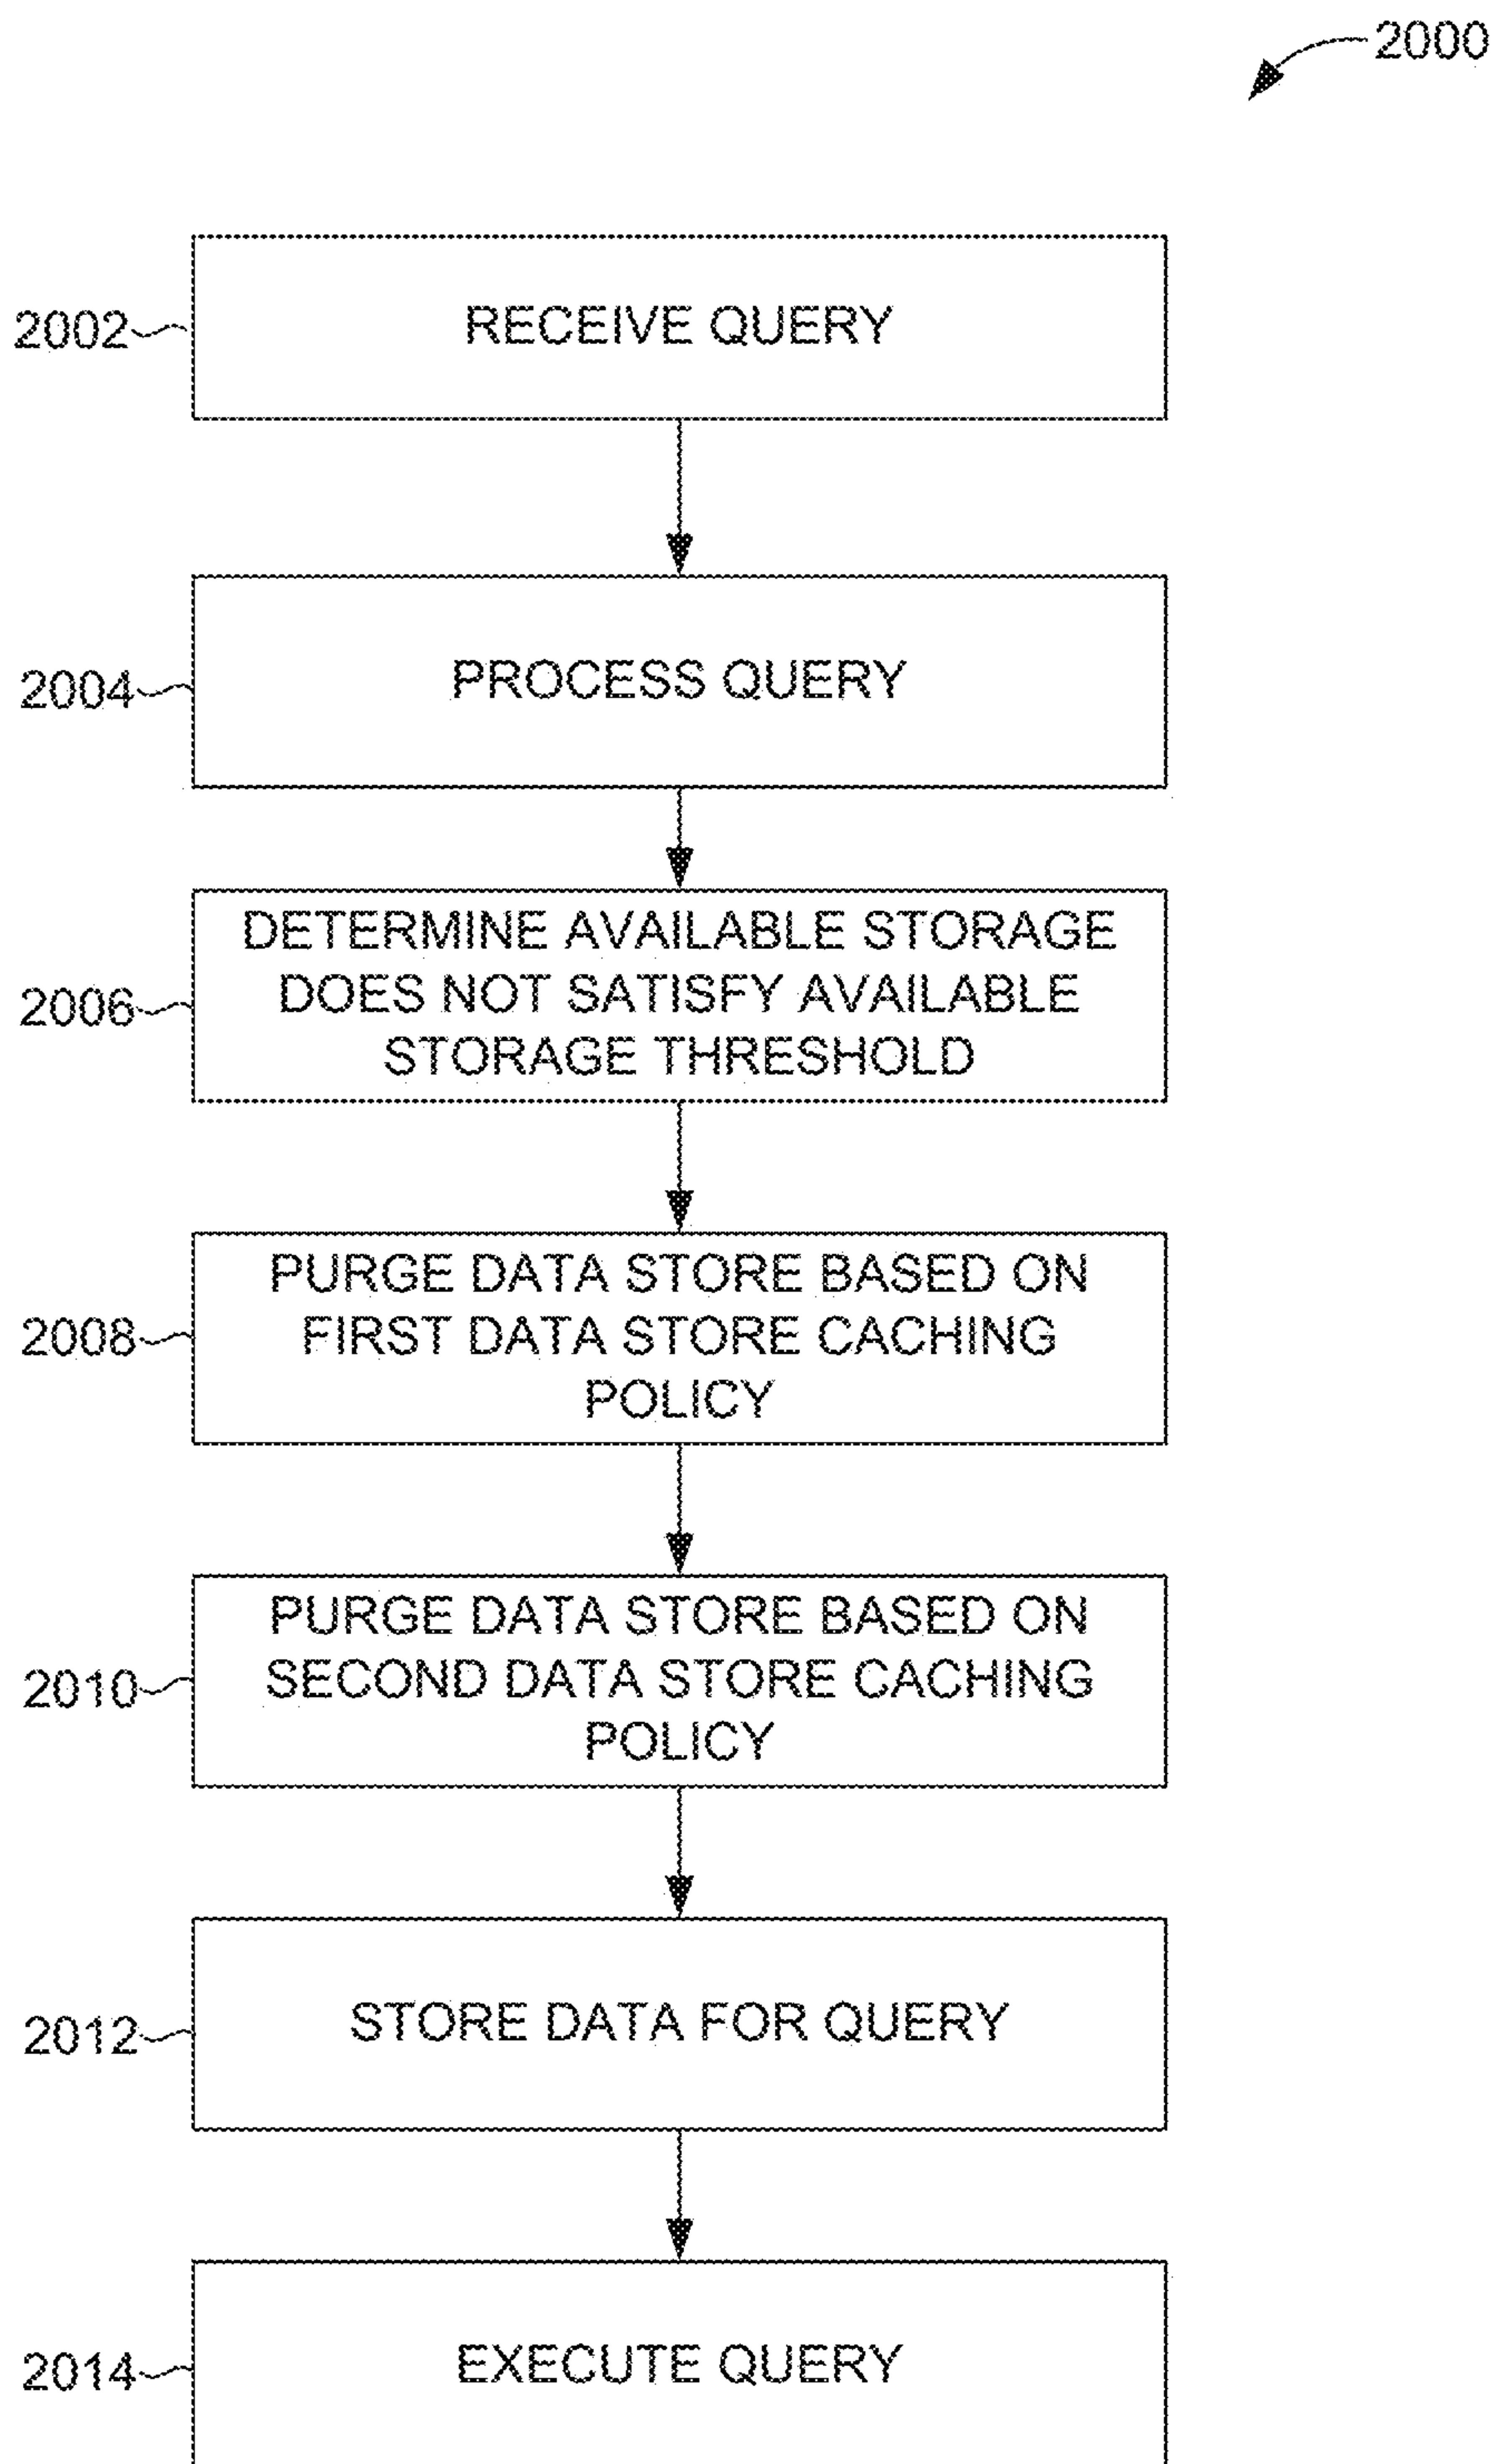 2000
2002
RECEIVE QUERY
2004
PROCESS QUERY
2006
DETERMINE AVAILABLE STORAGE
DOES NOT SATISFY AVAILABLE
STORAGE THRESHOLD
2008
PURGE DATA STORE BASED ON
FIRST DATA STORE CACHING
POLICY
2010
PURGE DATA STORE BASED ON
SECOND DATA STORE CACHING
POLICY
2012
STORE DATA FOR QUERY
2014
EXECUTE QUERY